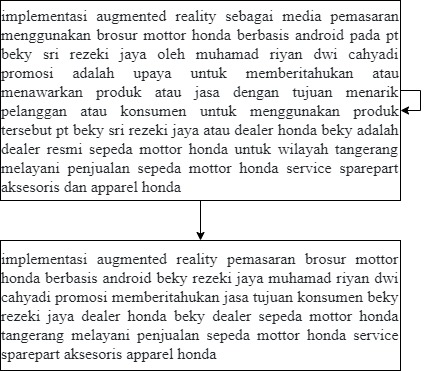 implementasi augmented reality sebagai media pemasaran
menggunakan brosur mottor honda berbasis android pada pt
beky sri rezeki jaya oleh muhamad riyan dwi cahyadi
promosi adalah upaya untuk memberitahukan atau
menawarkan produk atau jasa dengan tujuan menarik
pelanggan atau konsumen untuk menggunakan produk
tersebut pt beky sri rezeki jaya atau dealer honda beky adalah
dealer resmi sepeda mottor honda untuk wilayah tangerang
melayani penjualan sepeda mottor honda service sparepart
aksesoris dan apparel honda
implementasi augmented reality pemasaran brosur mottor
honda berbasis android beky rezeki jaya muhamad riyan dwi
cahyadi promosi memberitahukan jasa tujuan konsumen beky
rezeki jaya dealer honda beky dealer sepeda mottor honda
tangerang melayani penjualan sepeda mottor honda service
sparepart aksesoris apparel honda